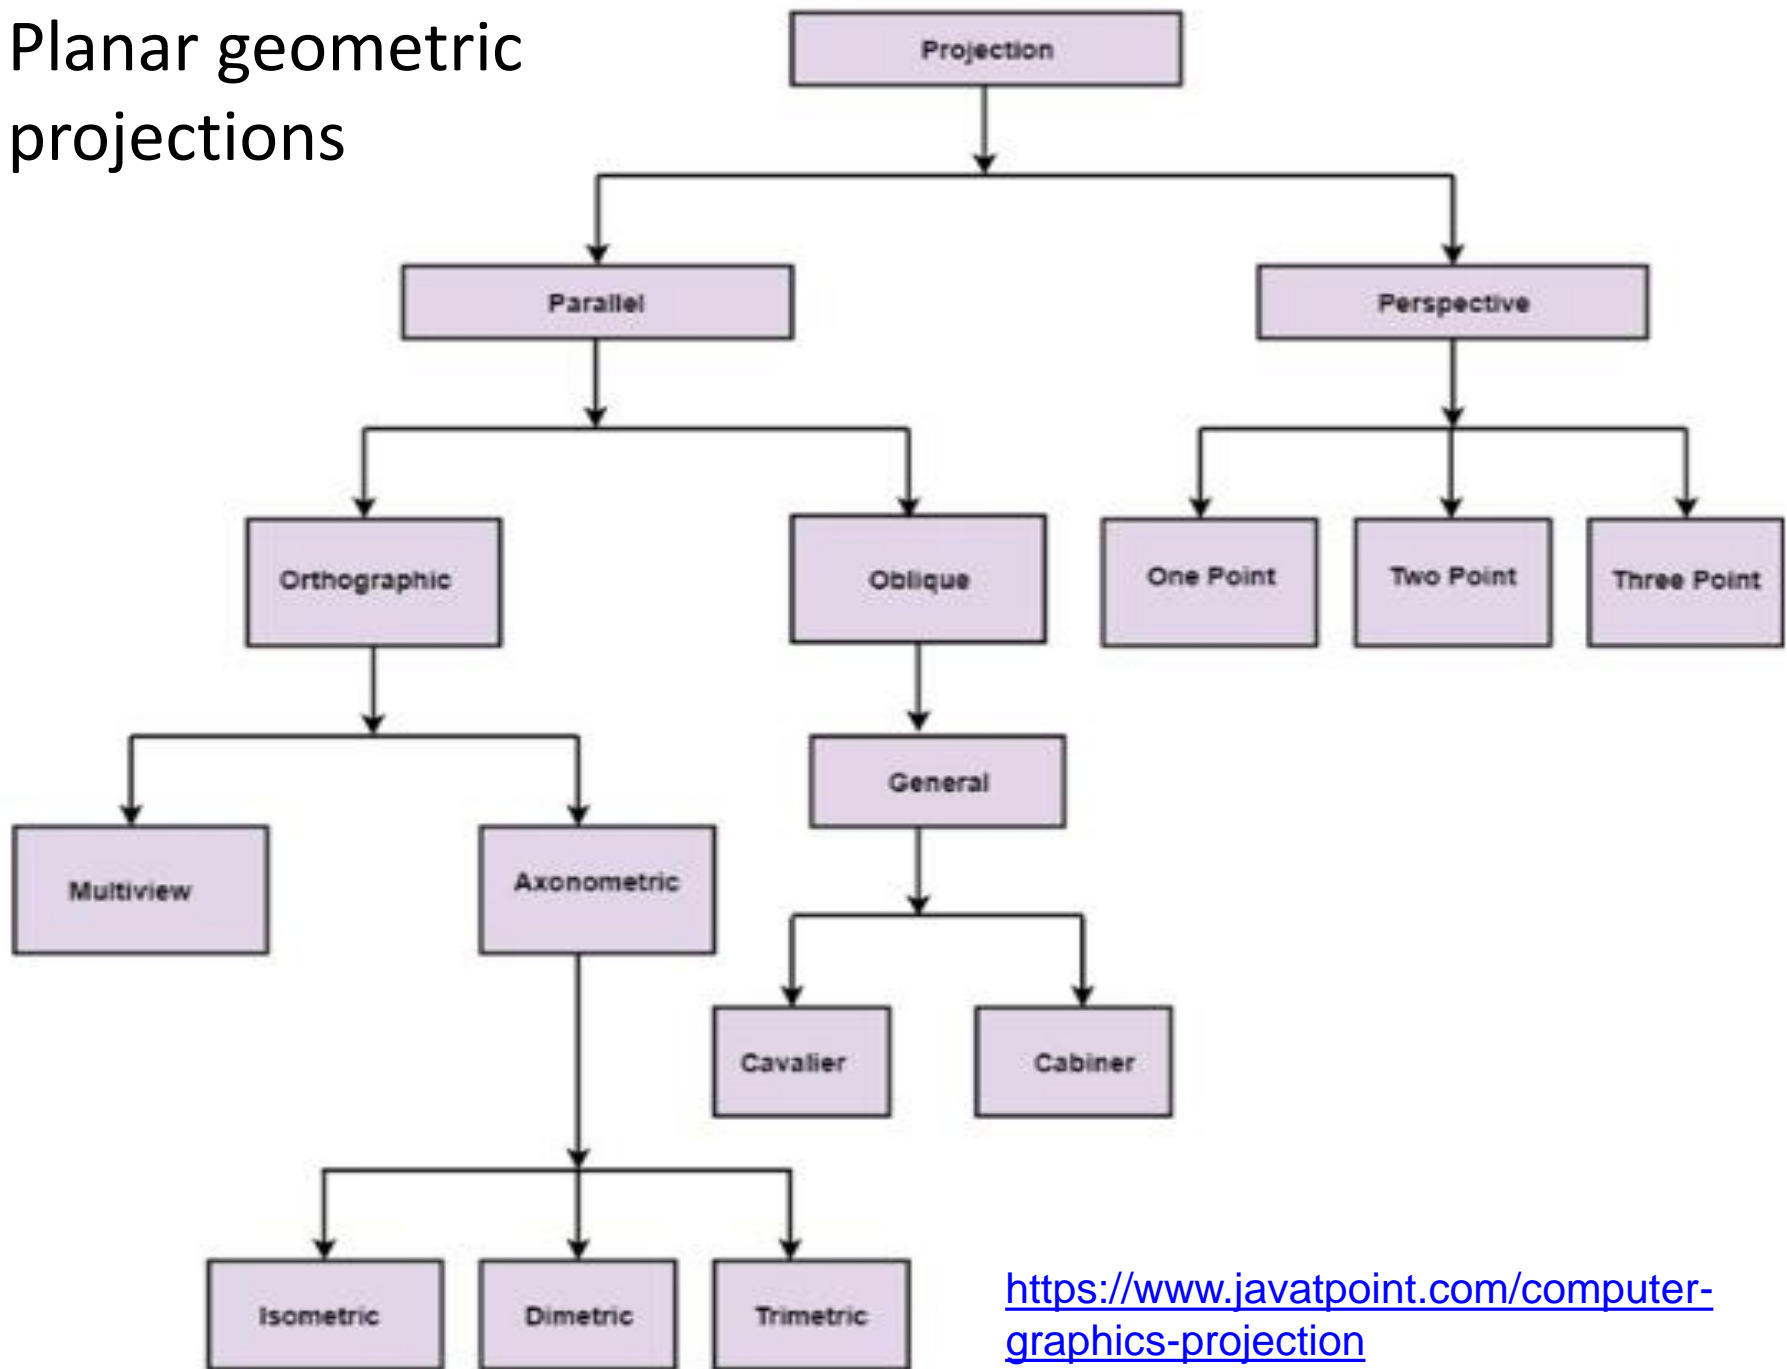 Planar geometric
projections
Projection
Parallel
Perspective
Orthographic
Oblique
One Point
Two Point
Three Point
General
Multiview
Axonometric
Cavalier
Cabiner
Isometric
Dimetric
Trimetric
https://www.javatpoint.com/computer-
graphics-projection